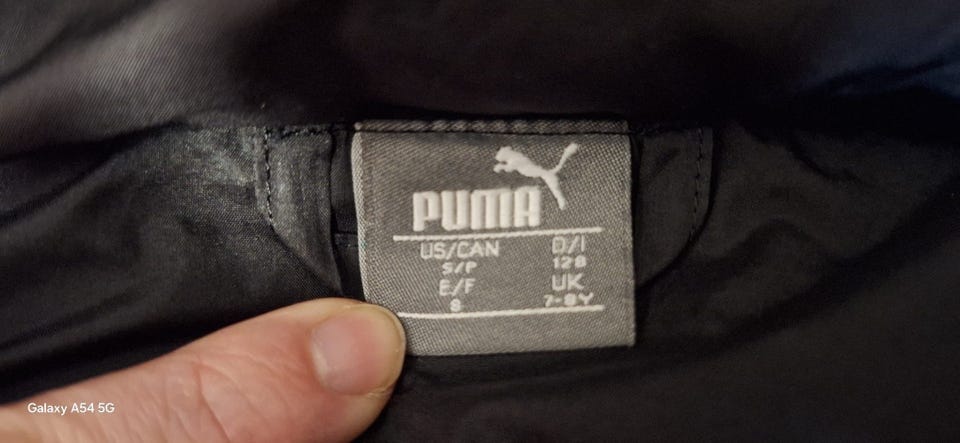 PUMA
US/CAN D/I
S/P 128
E/F UK
8 7-8Y
Galaxy A54 5G